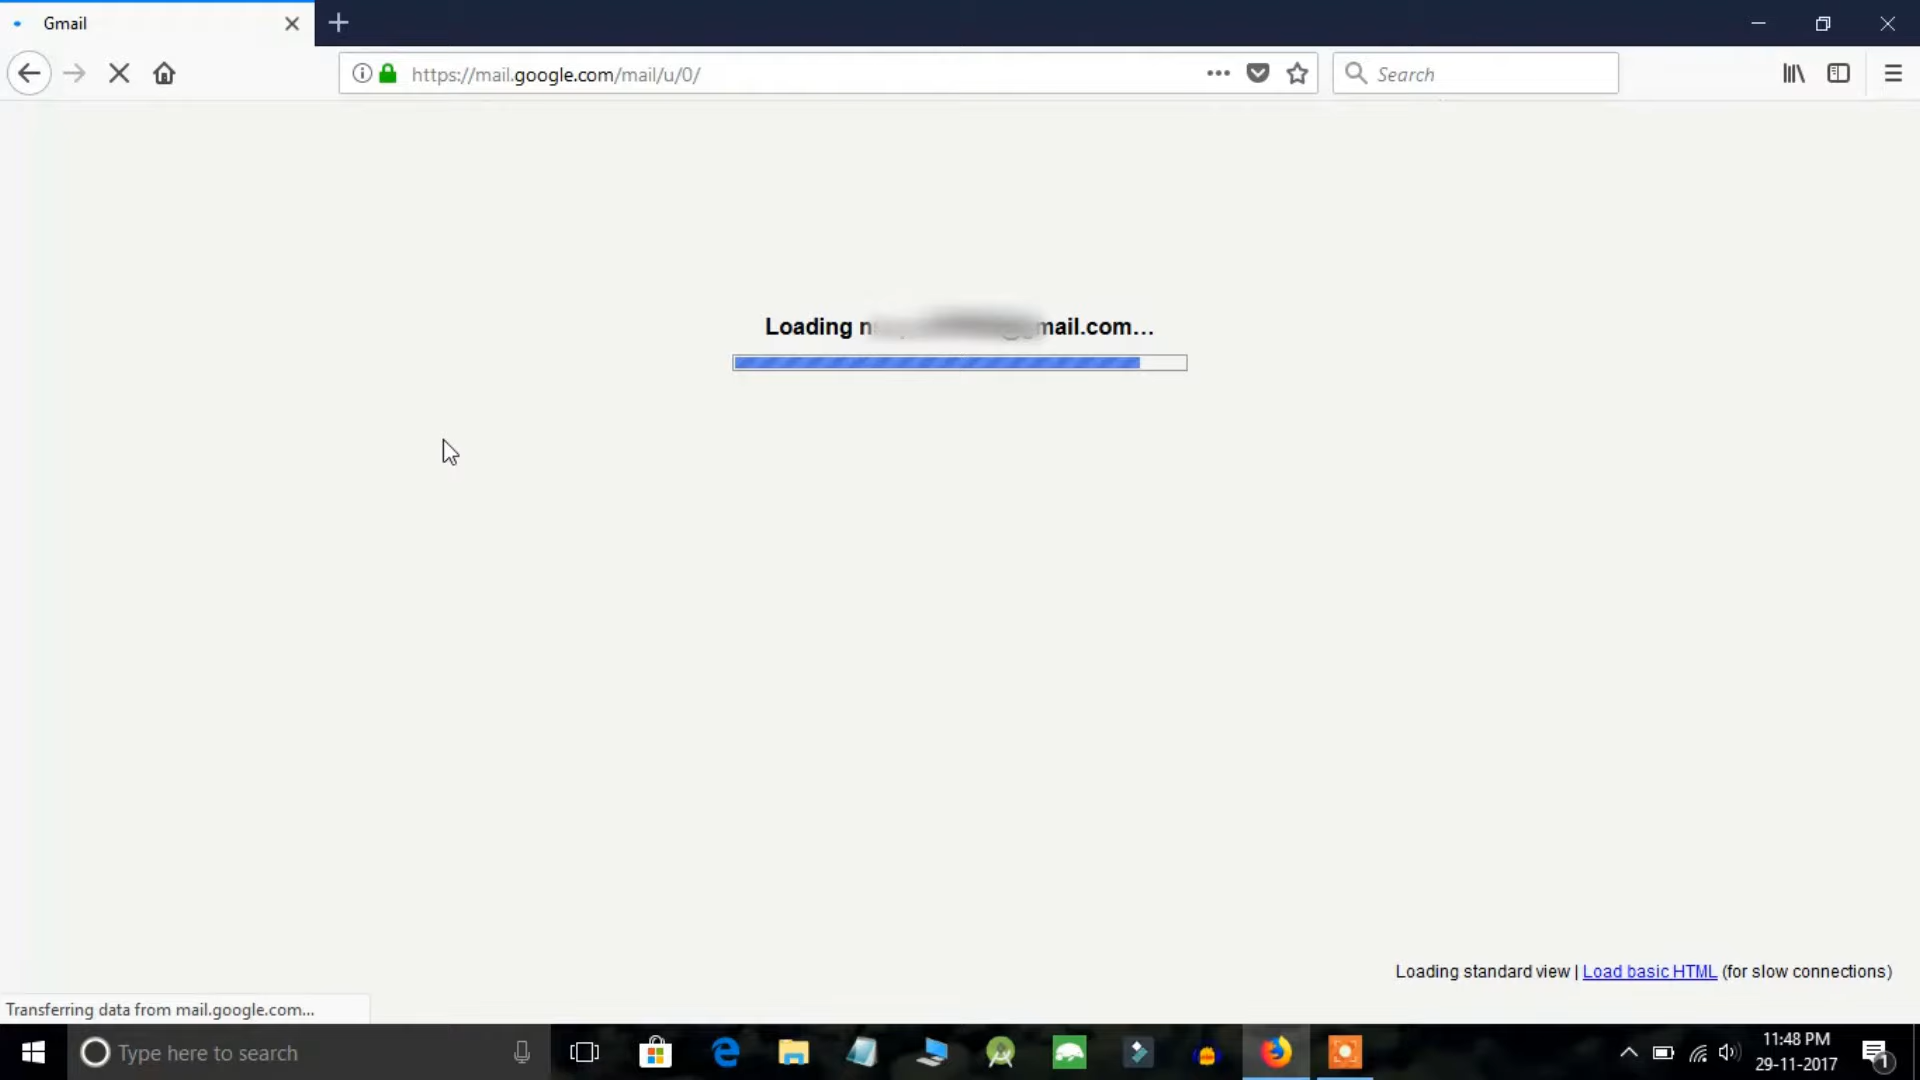 Gmail
https://mail.google.com/mail/u/0/
Search
Loading mail.com...
Loading standard view | Load basic HTML (for slow connections)
Transferring data from mail.google.com...
Type here to search
11:48 PM
29-11-2017
1